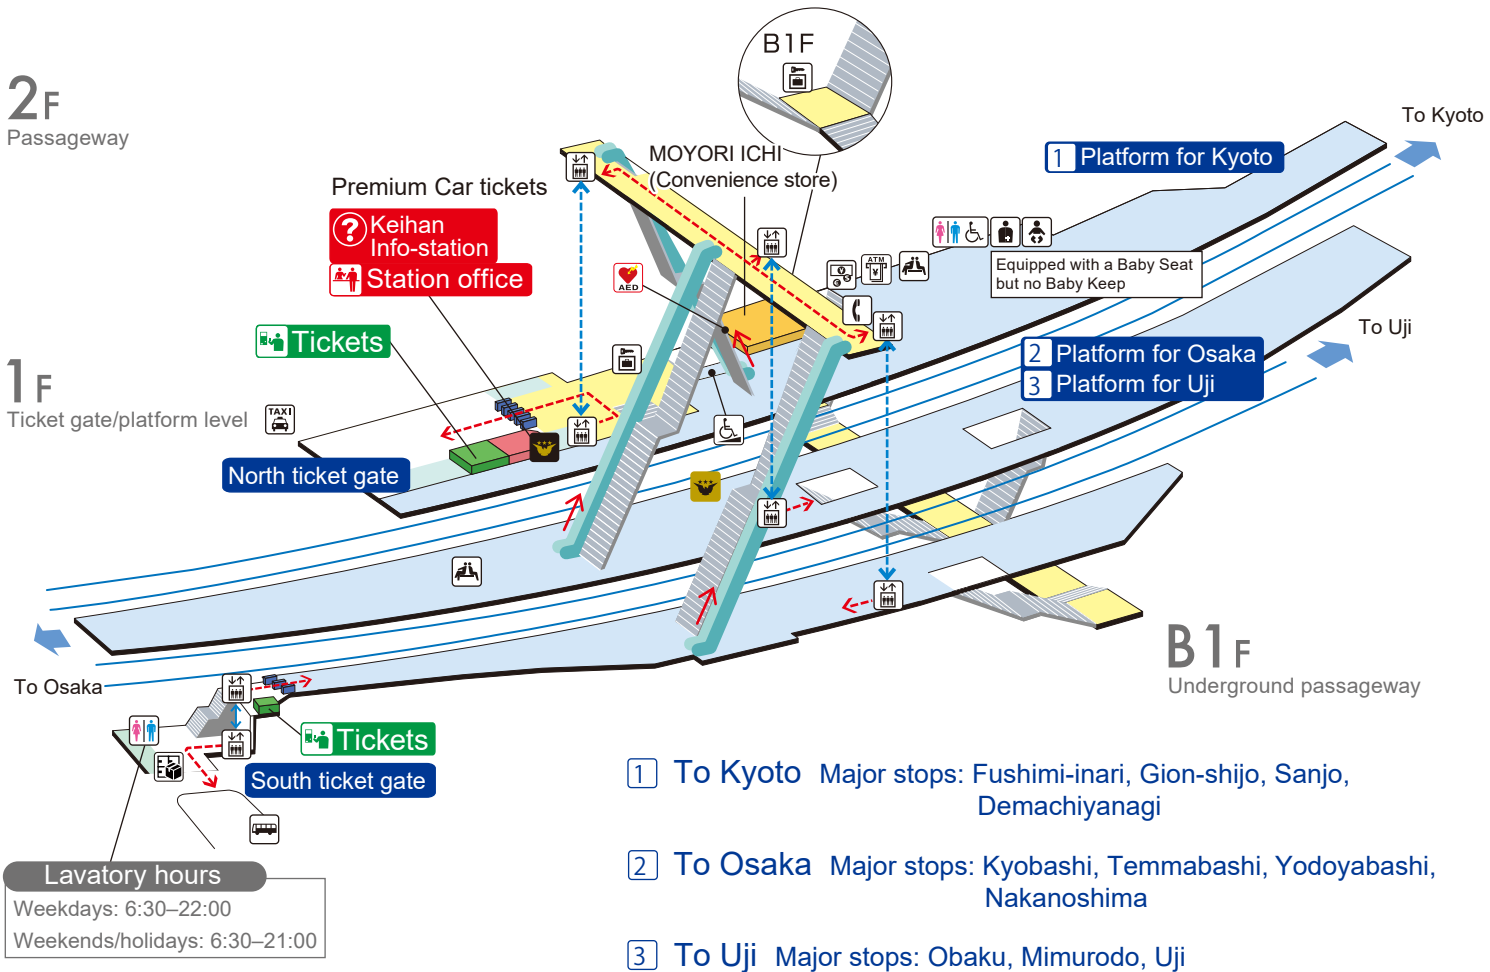 2F
Passageway
B1F
To Kyoto
1 Platform for Kyoto
MOYORI ICHI
(Convenience store)
Premium Car tickets
? Keihan
Info-station
Station office
AED
ATM
¥
Equipped with a Baby Seat
but no Baby Keep
Tickets
To Uji
2 Platform for Osaka
3 Platform for Uji
1F
Ticket gate/platform level
TAXI
North ticket gate
B1F
Underground passageway
To Osaka
Tickets
South ticket gate
Lavatory hours
Weekdays: 6:30–22:00
Weekends/holidays: 6:30–21:00
1 To Kyoto Major stops: Fushimi-inari, Gion-shijo, Sanjo,
Demachiyanagi
2 To Osaka Major stops: Kyobashi, Temmabashi, Yodoyabashi,
Nakanoshima
3 To Uji Major stops: Obaku, Mimurodo, Uji